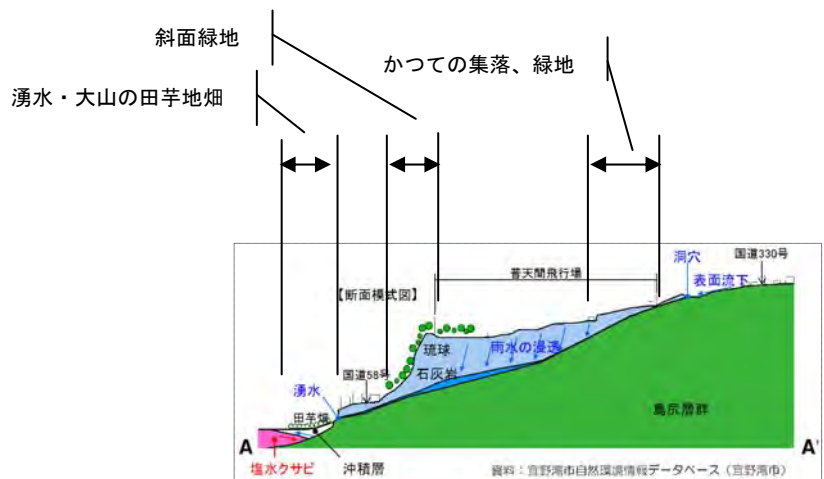 斜面緑地
かつての集落、緑地
湧水・大山の田芋地畑
洞穴
国道330号
普天間飛行場
表面流下
【断面模式図】
琉球
石灰岩
雨水の浸透
国道58号
湧水
田芋畑
島尻層群
A
A'
塩水クサビ
沖積層
資料：宜野湾市自然環境情報データベース（宜野湾市）